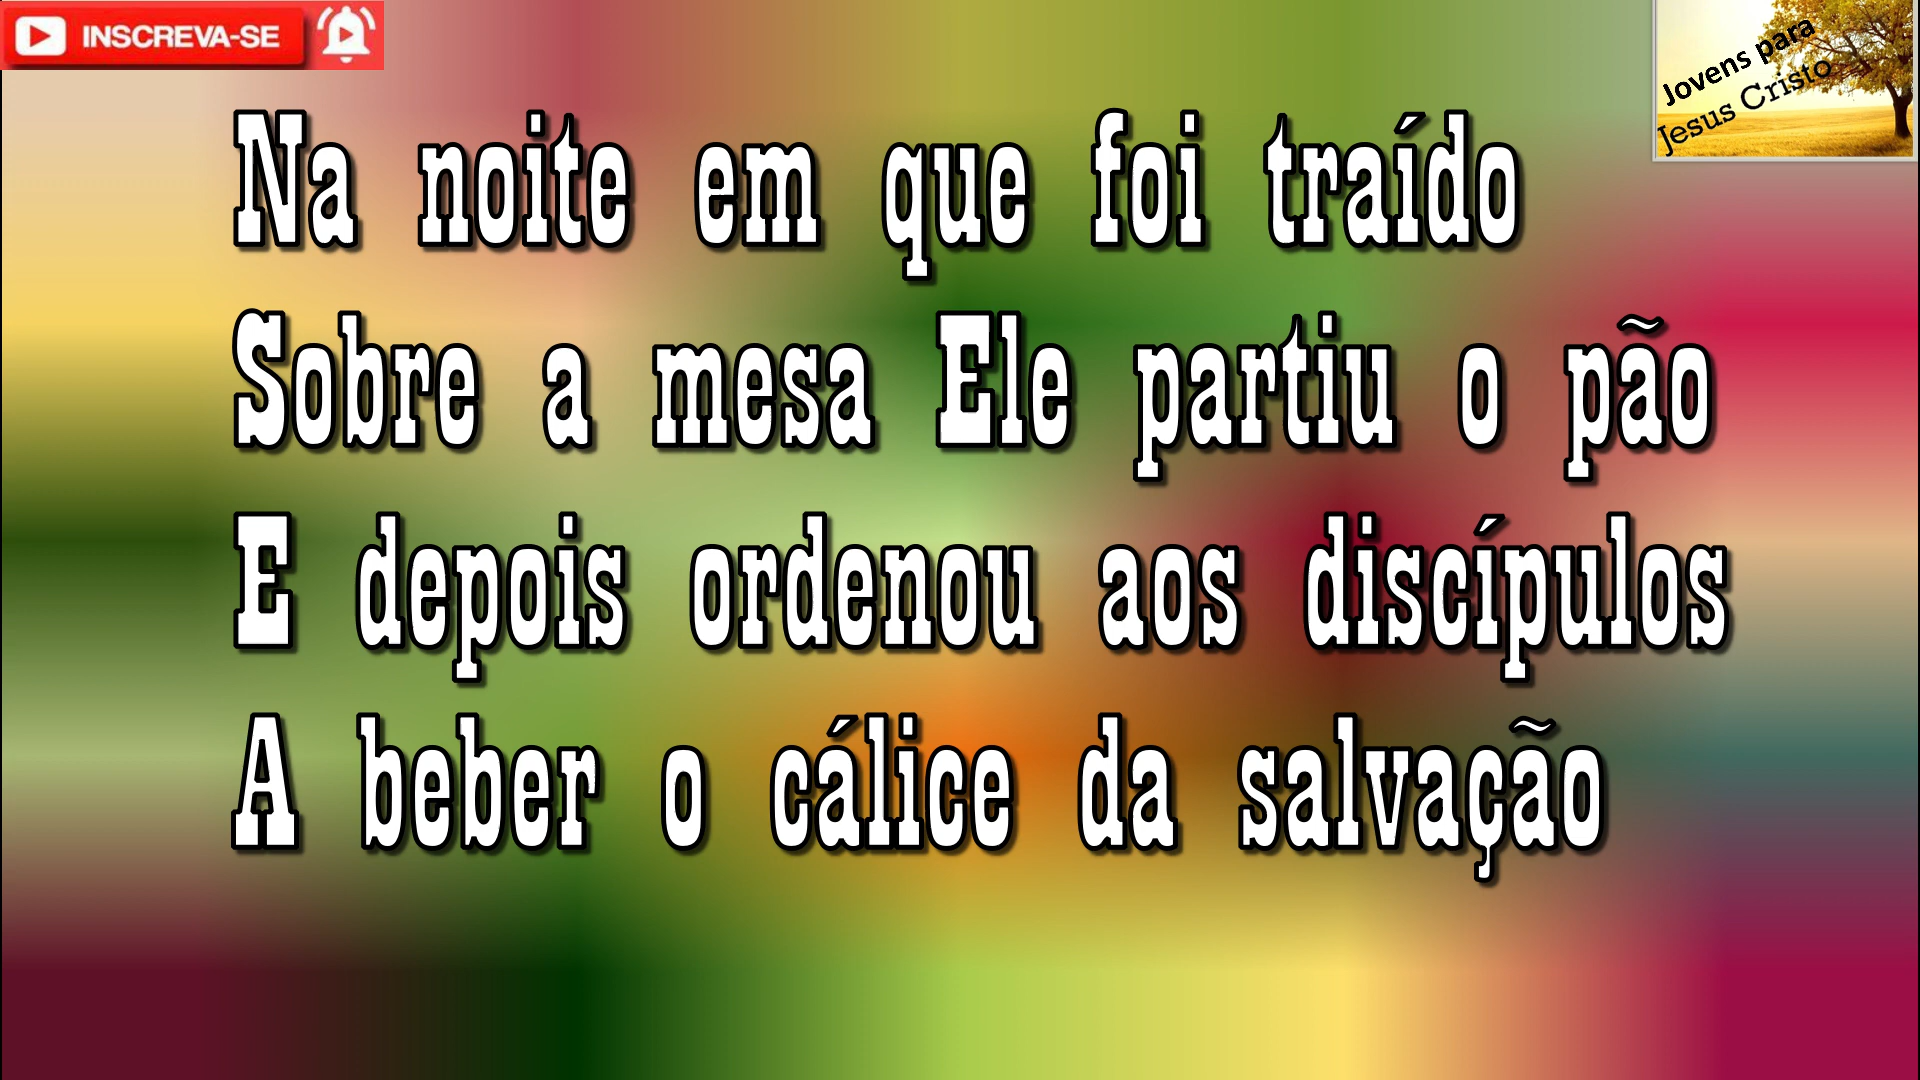 INSCREVA-SE
Jovens para
Jesus Cristo
Na noite em que foi traído
Sobre a mesa Ele partiu o pão
E depois ordenou aos discípulos
A beber o cálice da salvação